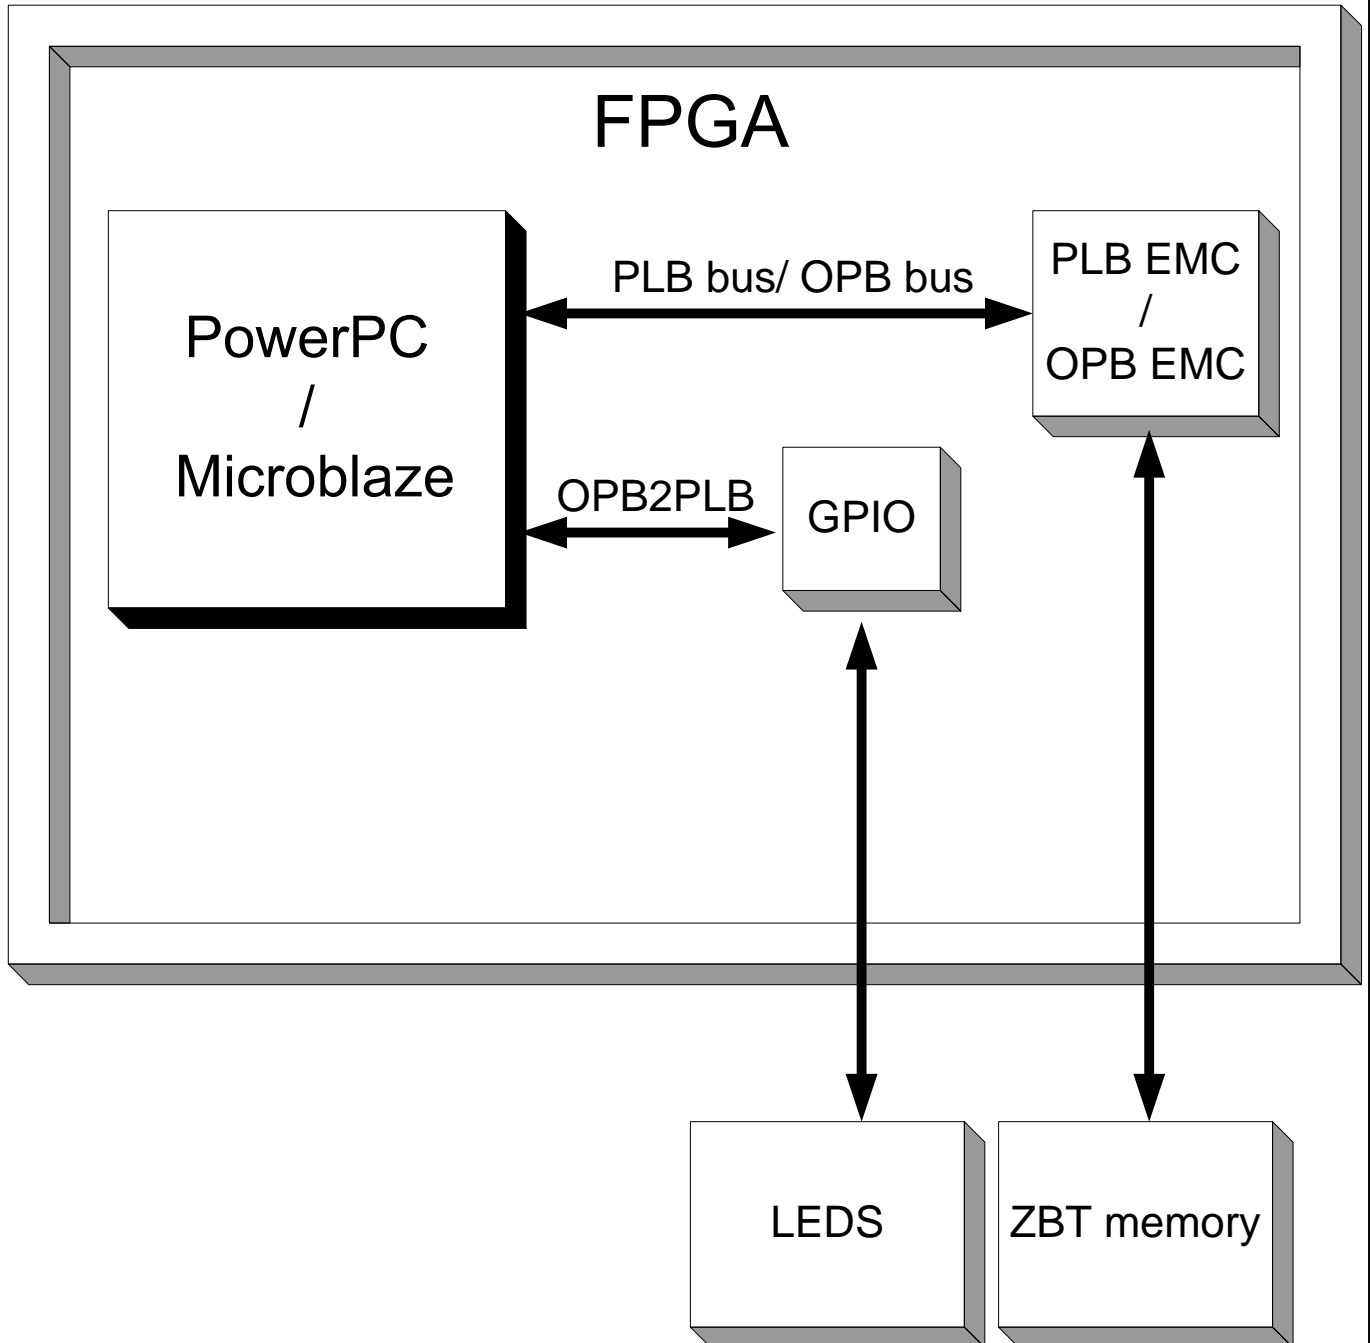 FPGA
PowerPC
/
Microblaze
PLB bus/ OPB bus
PLB EMC
/
OPB EMC
OPB2PLB
GPIO
LEDS
ZBT memory